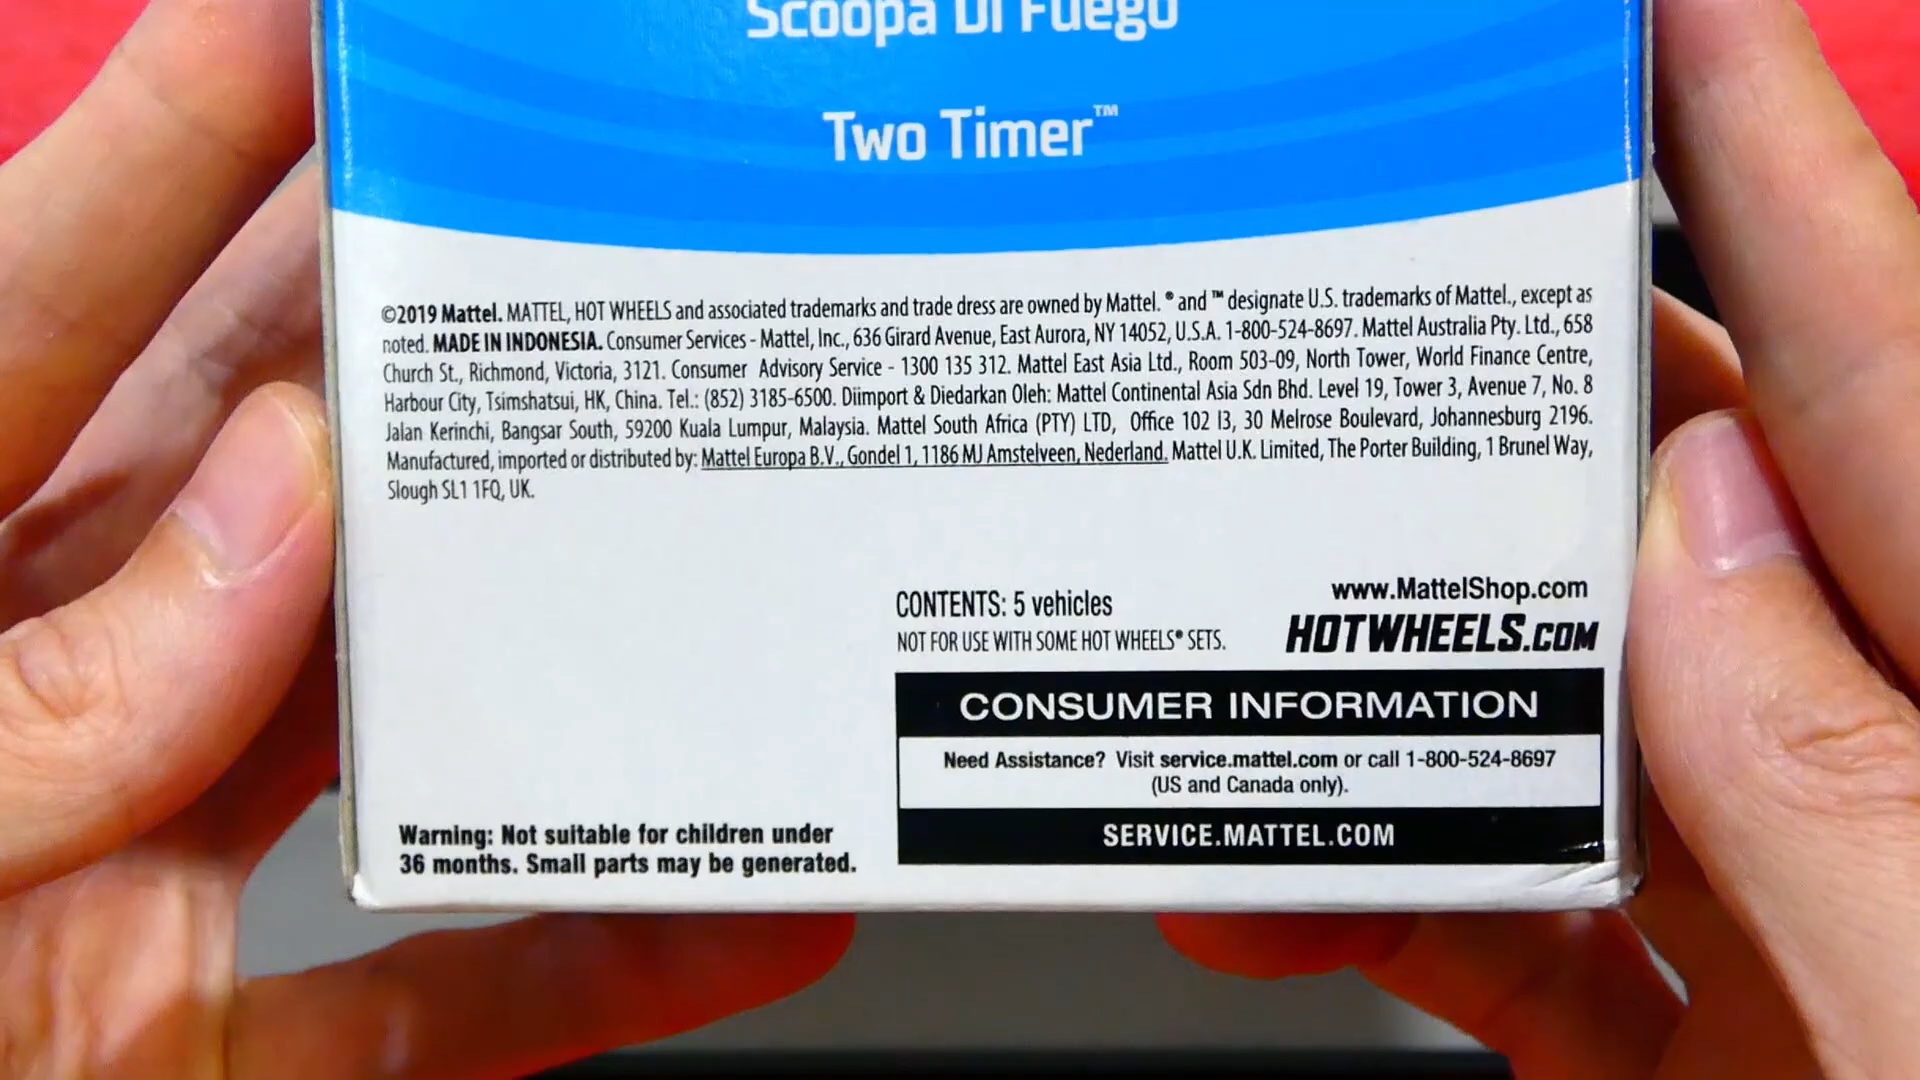 Scoopa Di Fuego
Two Timer™
©2019 Mattel. MATTEL, HOT WHEELS and associated trademarks and trade dress are owned by Mattel. ® and ™ designate U.S. trademarks of Mattel., except as
noted. MADE IN INDONESIA. Consumer Services - Mattel, Inc., 636 Girard Avenue, East Aurora, NY 14052, U.S.A. 1-800-524-8697. Mattel Australia Pty. Ltd., 658
Church St., Richmond, Victoria, 3121. Consumer Advisory Service - 1300 135 312. Mattel East Asia Ltd., Room 503-09, North Tower, World Finance Centre,
Harbour City, Tsimshatsui, HK, China. Tel.: (852) 3185-6500. Diimport & Diedarkan Oleh: Mattel Continental Asia Sdn Bhd. Level 19, Tower 3, Avenue 7, No. 8
Jalan Kerinchi, Bangsar South, 59200 Kuala Lumpur, Malaysia. Mattel South Africa (PTY) LTD, Office 102 I3, 30 Melrose Boulevard, Johannesburg 2196.
Manufactured, imported or distributed by: Mattel Europa B.V., Gondel 1, 1186 MJ Amstelveen, Nederland. Mattel U.K. Limited, The Porter Building, 1 Brunel Way,
Slough SL1 1FQ, UK.
CONTENTS: 5 vehicles
NOT FOR USE WITH SOME HOT WHEELS® SETS.
www.MattelShop.com
HOTWHEELS.COM
CONSUMER INFORMATION
Need Assistance? Visit service.mattel.com or call 1-800-524-8697
(US and Canada only).
SERVICE.MATTEL.COM
Warning: Not suitable for children under
36 months. Small parts may be generated.